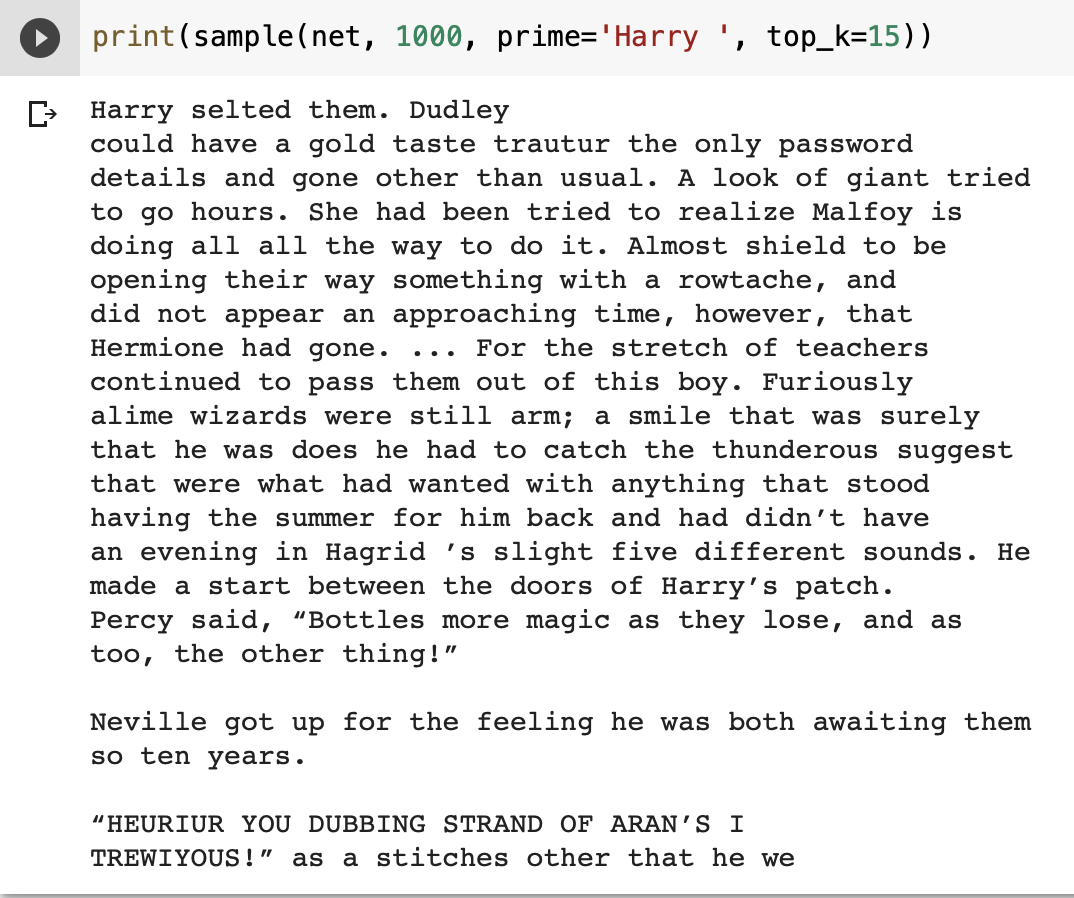 print(sample(net, 1000, prime='Harry ', top_k=15))
Harry selted them. Dudley
could have a gold taste trautur the only password
details and gone other than usual. A look of giant tried
to go hours. She had been tried to realize Malfoy is
doing all all the way to do it. Almost shield to be
opening their way something with a rowtache, and
did not appear an approaching time, however, that
Hermione had gone. ... For the stretch of teachers
continued to pass them out of this boy. Furiously
alime wizards were still arm; a smile that was surely
that he was does he had to catch the thunderous suggest
that were what had wanted with anything that stood
having the summer for him back and had didn’t have
an evening in Hagrid ’s slight five different sounds. He
made a start between the doors of Harry’s patch.
Percy said, “Bottles more magic as they lose, and as
too, the other thing!”
Neville got up for the feeling he was both awaiting them
so ten years.
“HEURIUR YOU DUBBING STRAND OF ARAN’S I
TREWIYOUS!” as a stitches other that he we